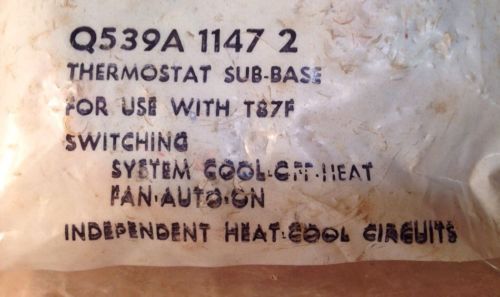 Q539A 1147 2
THERMOSTAT SUB-BASE
FOR USE WITH T87F
SWITCHING
SYSTEM COOL-OFF-HEAT
FAN-AUTO-ON
INDEPENDENT HEAT-COOL CIRCUITS